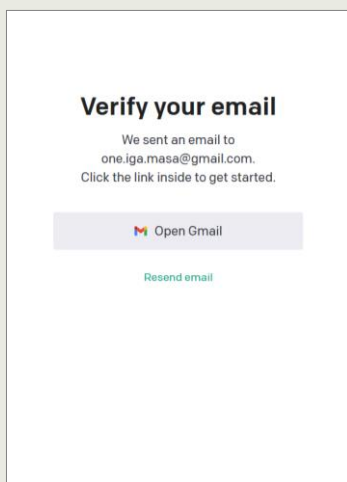 Verify your email
We sent an email to
one.iga.masa@gmail.com.
Click the link inside to get started.
Open Gmail
Resend email